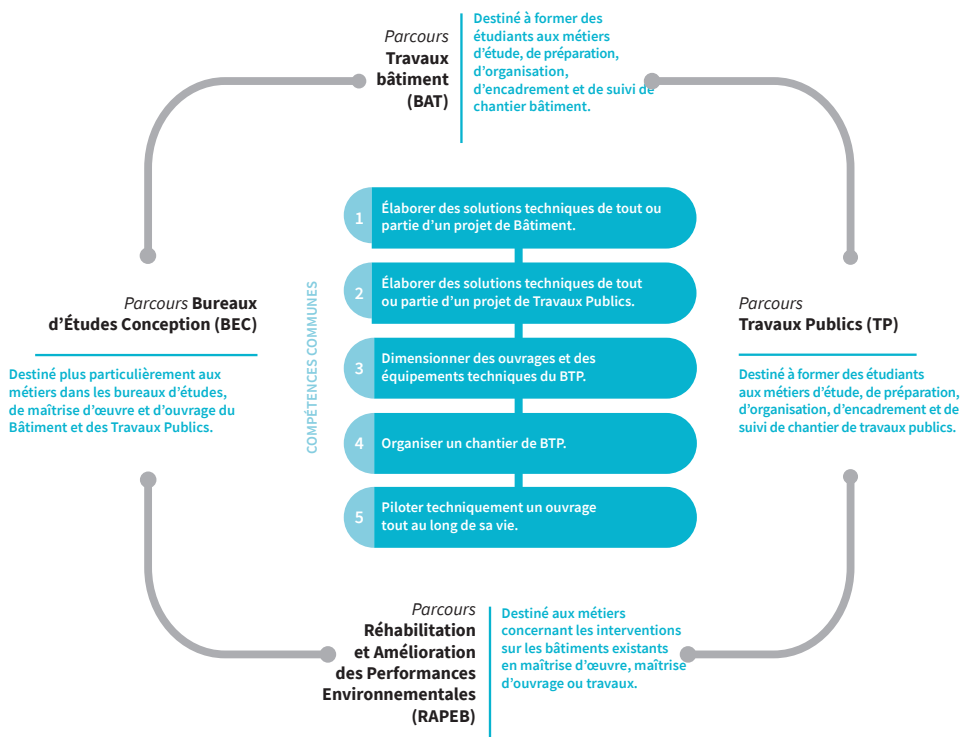 Parcours
Travaux
bâtiment
(BAT)
Destiné à former des
étudiants aux métiers
d’étude, de préparation,
d’organisation,
d’encadrement et de suivi de
chantier bâtiment.
Parcours Bureaux
d’Études Conception (BEC)
Destiné plus particulièrement aux
métiers dans les bureaux d’études,
de maîtrise d’œuvre et d’ouvrage du
Bâtiment et des Travaux Publics.
COMPÉTENCES COMMUNES
1
Élaborer des solutions techniques de tout ou
partie d’un projet de Bâtiment.
2
Élaborer des solutions techniques de tout
ou partie d’un projet de Travaux Publics.
3
Dimensionner des ouvrages et des
équipements techniques du BTP.
4
Organiser un chantier de BTP.
5
Piloter techniquement un ouvrage
tout au long de sa vie.
Parcours
Travaux Publics (TP)
Destiné à former des étudiants
aux métiers d’étude, de préparation,
d’organisation, d’encadrement et de
suivi de chantier de travaux publics.
Parcours
Réhabilitation
et Amélioration
des Performances
Environnementales
(RAPEB)
Destiné aux métiers
concernant les interventions
sur les bâtiments existants
en maîtrise d’œuvre, maîtrise
d’ouvrage ou travaux.